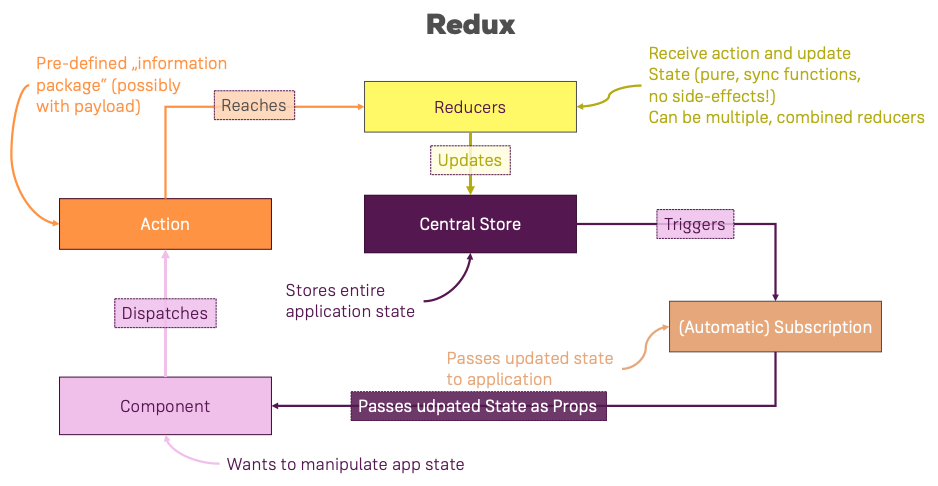 Redux
Pre-defined „information
package” (possibly
with payload)
Reaches
Reducers
Receive action and update
State (pure, sync functions,
no side-effects!)
Can be multiple, combined reducers
Updates
Action
Central Store
Triggers
Stores entire
application state
Dispatches
(Automatic) Subscription
Passes updated state
to application
Component
Passes udpated State as Props
Wants to manipulate app state